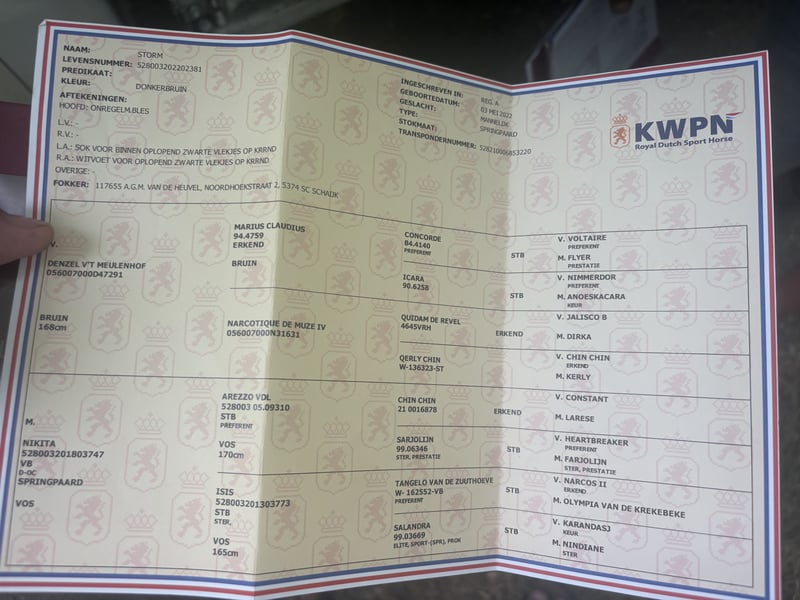 NAAM: STORM
LEVENSNUMMER: 528003202202381
PREDIKAAT:
KLEUR: DONKERBRUIN
AFTEKENINGEN:
HOOFD: ONREGELM.BLES
L.V.: -
R.V.: -
L.A.: SOK VOOR BINNEN OPLOPEND ZWARTE VLEKJES OP KRRND
R.A.: WITVOET VOOR OPLOPEND ZWARTE VLEKJES OP KRRND
OVERIGE: -
FOKKER: 117655 A.G.M. VAN DE HEUVEL, NOORDHOEKSTRAAT 2, 5374 SC SCHAIJK
INGESCHREVEN IN: REG. A
GEBOORTEDATUM: 03 MEI 2022
GESLACHT: MANNELIJK
TYPE: SPRINGPAARD
STOKMAAT:
TRANSPONDERNUMMER: 528210006853220
KWPN
Royal Dutch Sport Horse
V.
DENZEL V'T MEULENHOF
056007000D47291
BRUIN
168cm
MARIUS CLAUDIUS
94.4759
ERKEND
BRUIN
NARCOTIQUE DE MUZE IV
056007000N31631
CONCORDE
84.4140
PREFERENT
STB
ICARA
90.6258
STB
QUIDAM DE REVEL
4645VRH
ERKEND
QERLY CHIN
W-136323-ST
V. VOLTAIRE
PREFERENT
M. FLYER
PRESTATIE
V. NIMMERDOR
PREFERENT
M. ANOESKACARA
KEUR
V. JALISCO B
M. DIRKA
V. CHIN CHIN
ERKEND
M. KERLY
M.
NIKITA
528003201803747
VB
D-OC
SPRINGPAARD
VOS
AREZZO VDL
528003 05.09310
STB
PREFERENT
VOS
170cm
ISIS
528003201303773
STB
STER,
VOS
165cm
CHIN CHIN
21 0016878
ERKEND
SARJOLIJN
99.06346
STER, PRESTATIE
STB
TANGELO VAN DE ZUUTHOEVE
W- 162552-VB
PREFERENT
STB
SALANDRA
99.03669
ELITE, SPORT-(SPR), PROK
STB
V. CONSTANT
M. LARESE
V. HEARTBREAKER
PREFERENT
M. FARJOLIJN
STER, PRESTATIE
V. NARCOS II
ERKEND
M. OLYMPIA VAN DE KREKEBEKE
V. KARANDASJ
KEUR
M. NINDIANE
STER